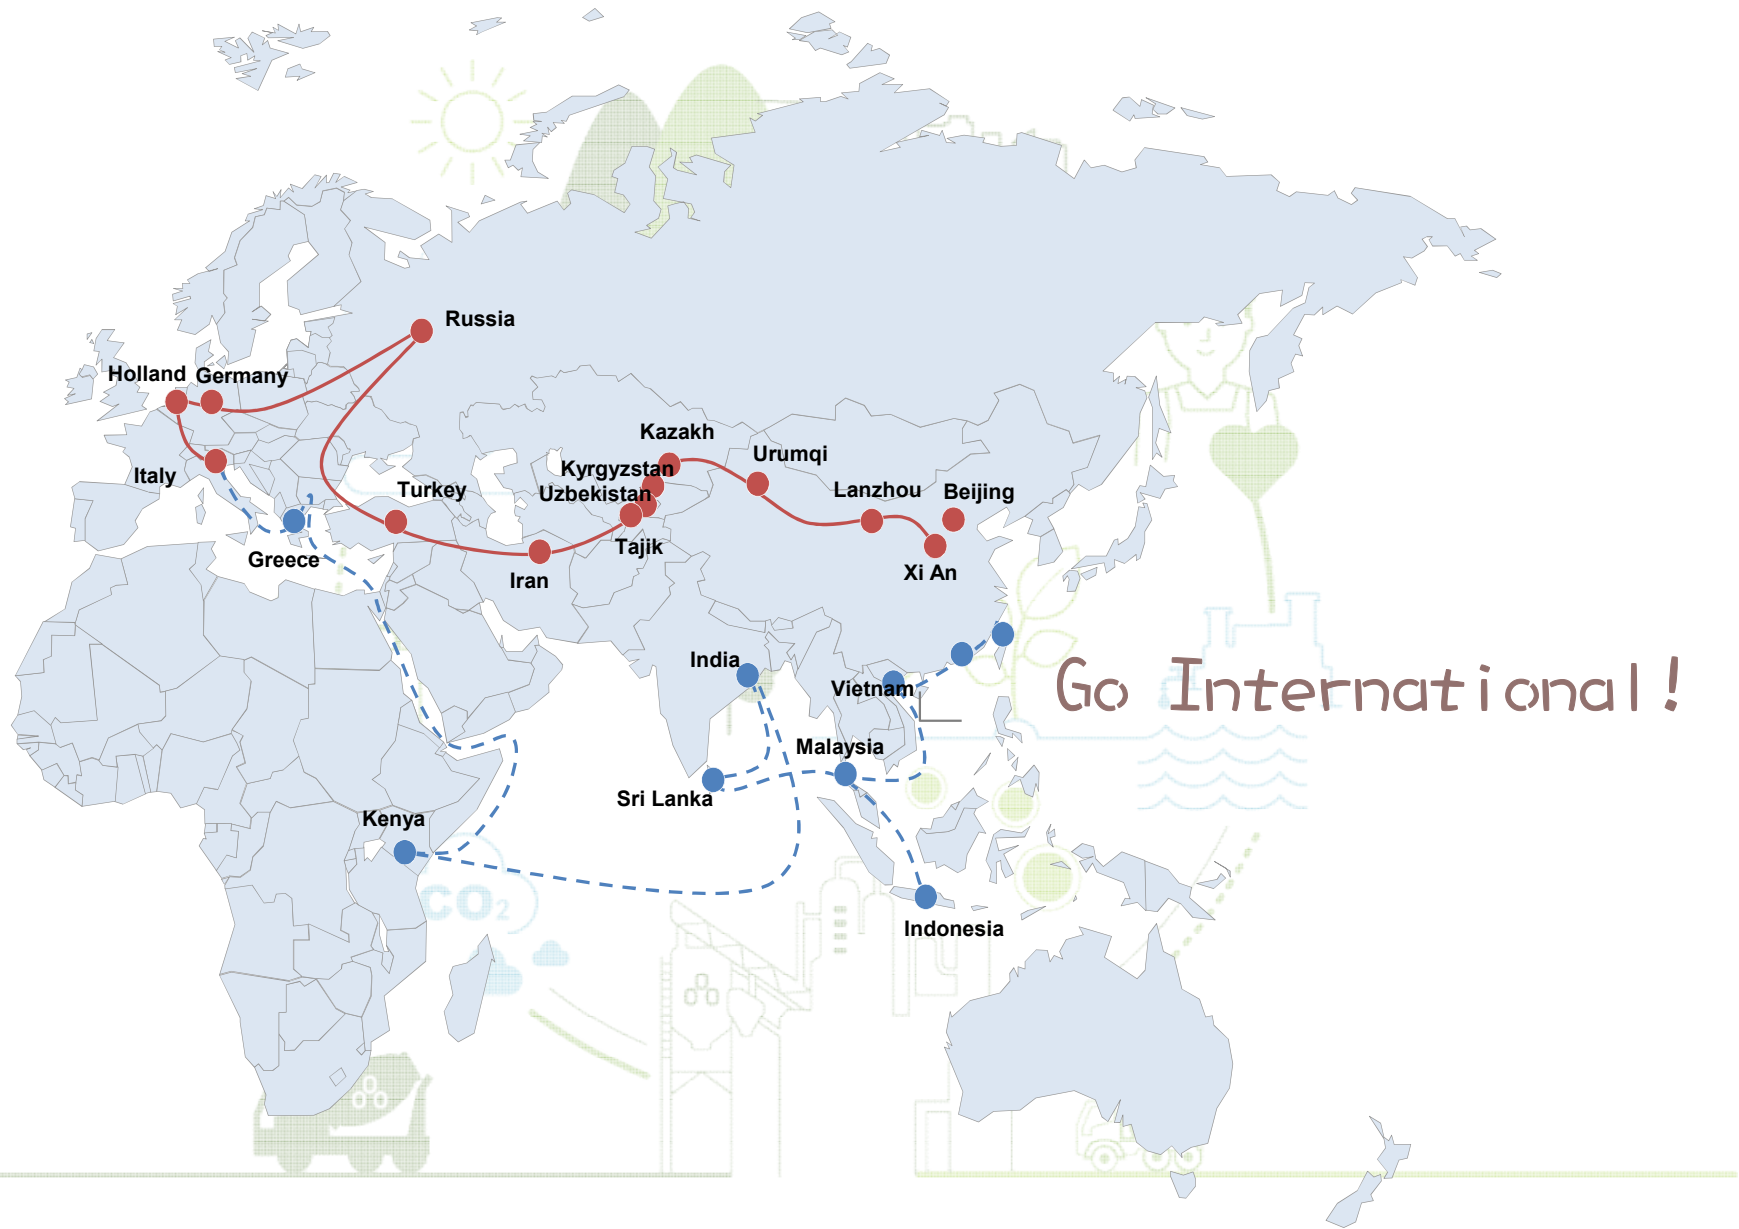 Russia
Holland
Germany
Kazakh
Urumqi
Kyrgyzstan
Italy
Turkey
Uzbekistan
Lanzhou
Beijing
Tajik
Greece
Iran
Xi An
India
Vietnam
Go International!
Malaysia
Sri Lanka
Kenya
CO2
Indonesia